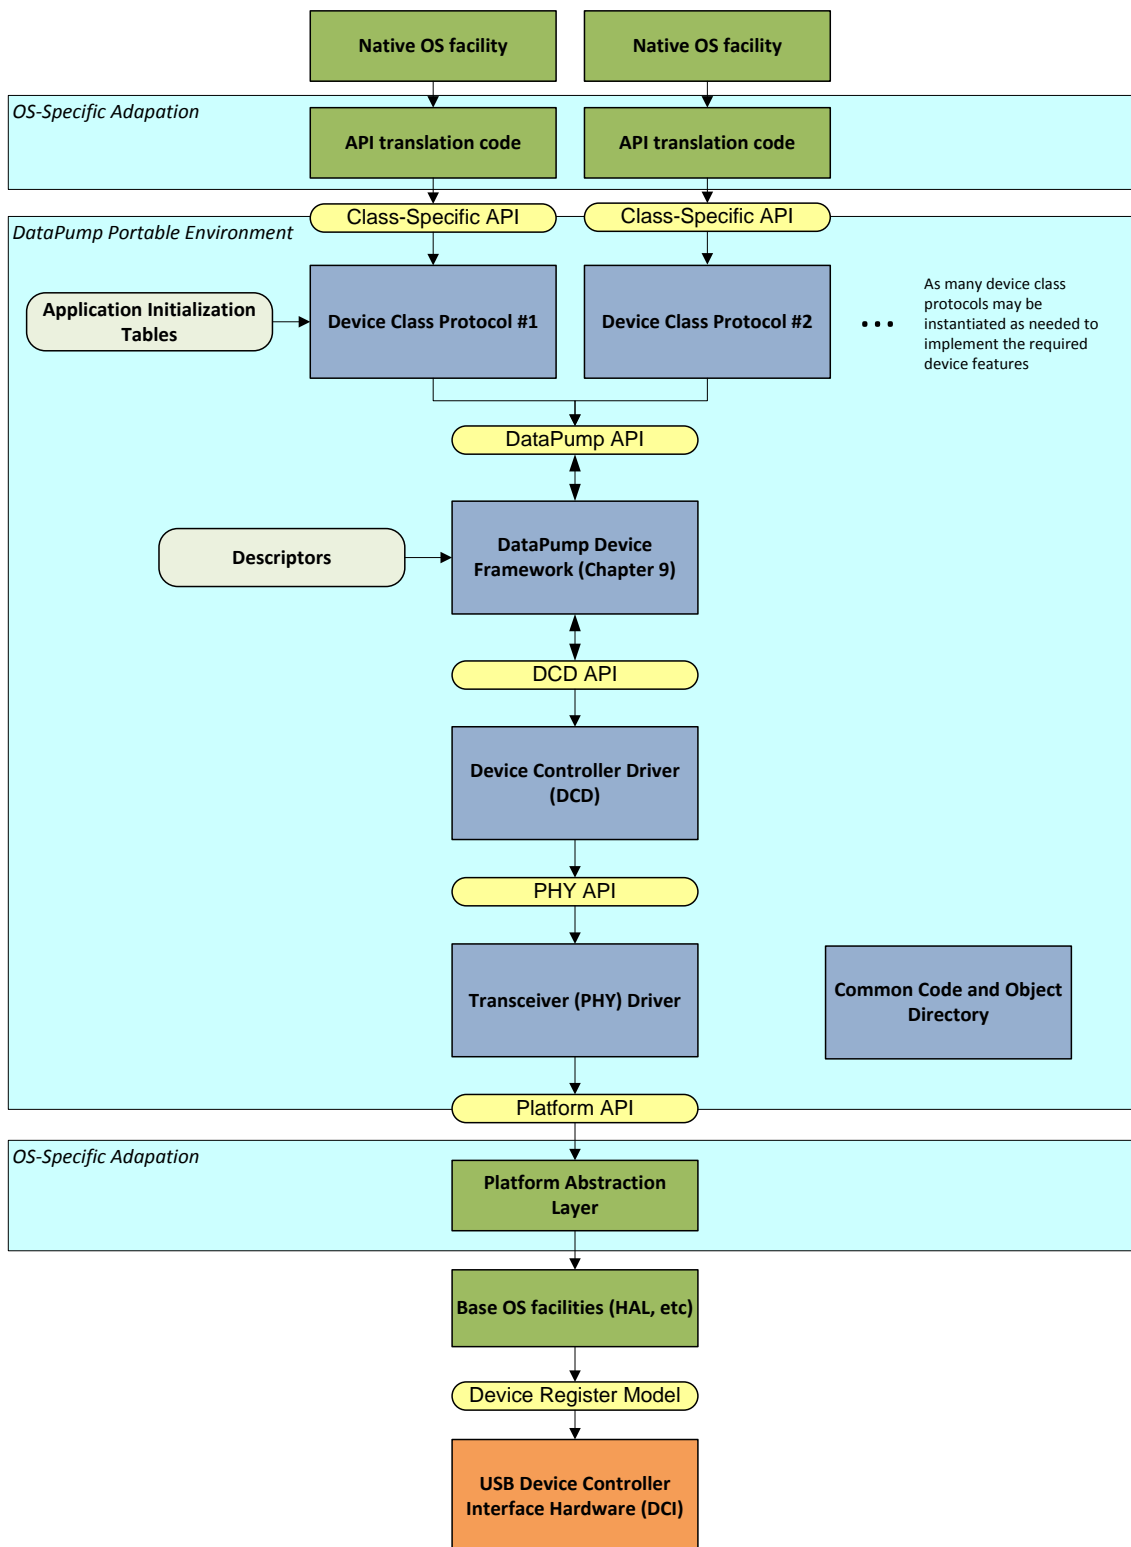 Native OS facility
Native OS facility
OS-Specific Adapation
API translation code
API translation code
Class-Specific API
Class-Specific API
DataPump Portable Environment
Application Initialization
Tables
Device Class Protocol #1
Device Class Protocol #2
...
As many device class
protocols may be
instantiated as needed to
implement the required
device features
DataPump API
Descriptors
DataPump Device
Framework (Chapter 9)
DCD API
Device Controller Driver
(DCD)
PHY API
Transceiver (PHY) Driver
Common Code and Object
Directory
Platform API
OS-Specific Adapation
Platform Abstraction
Layer
Base OS facilities (HAL, etc)
Device Register Model
USB Device Controller
Interface Hardware (DCI)